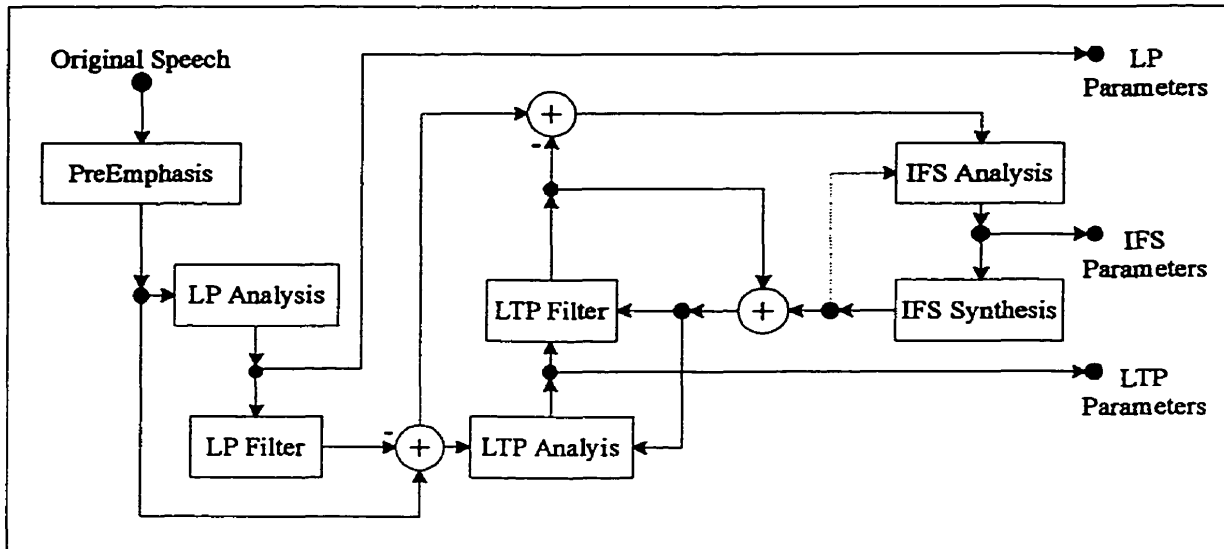 Original Speech
LP
Parameters
+
-
PreEmphasis
IFS Analysis
IFS
Parameters
LP Analysis
LTP Filter
+
IFS Synthesis
LTP
Parameters
-
LP Filter
+
LTP Analyis